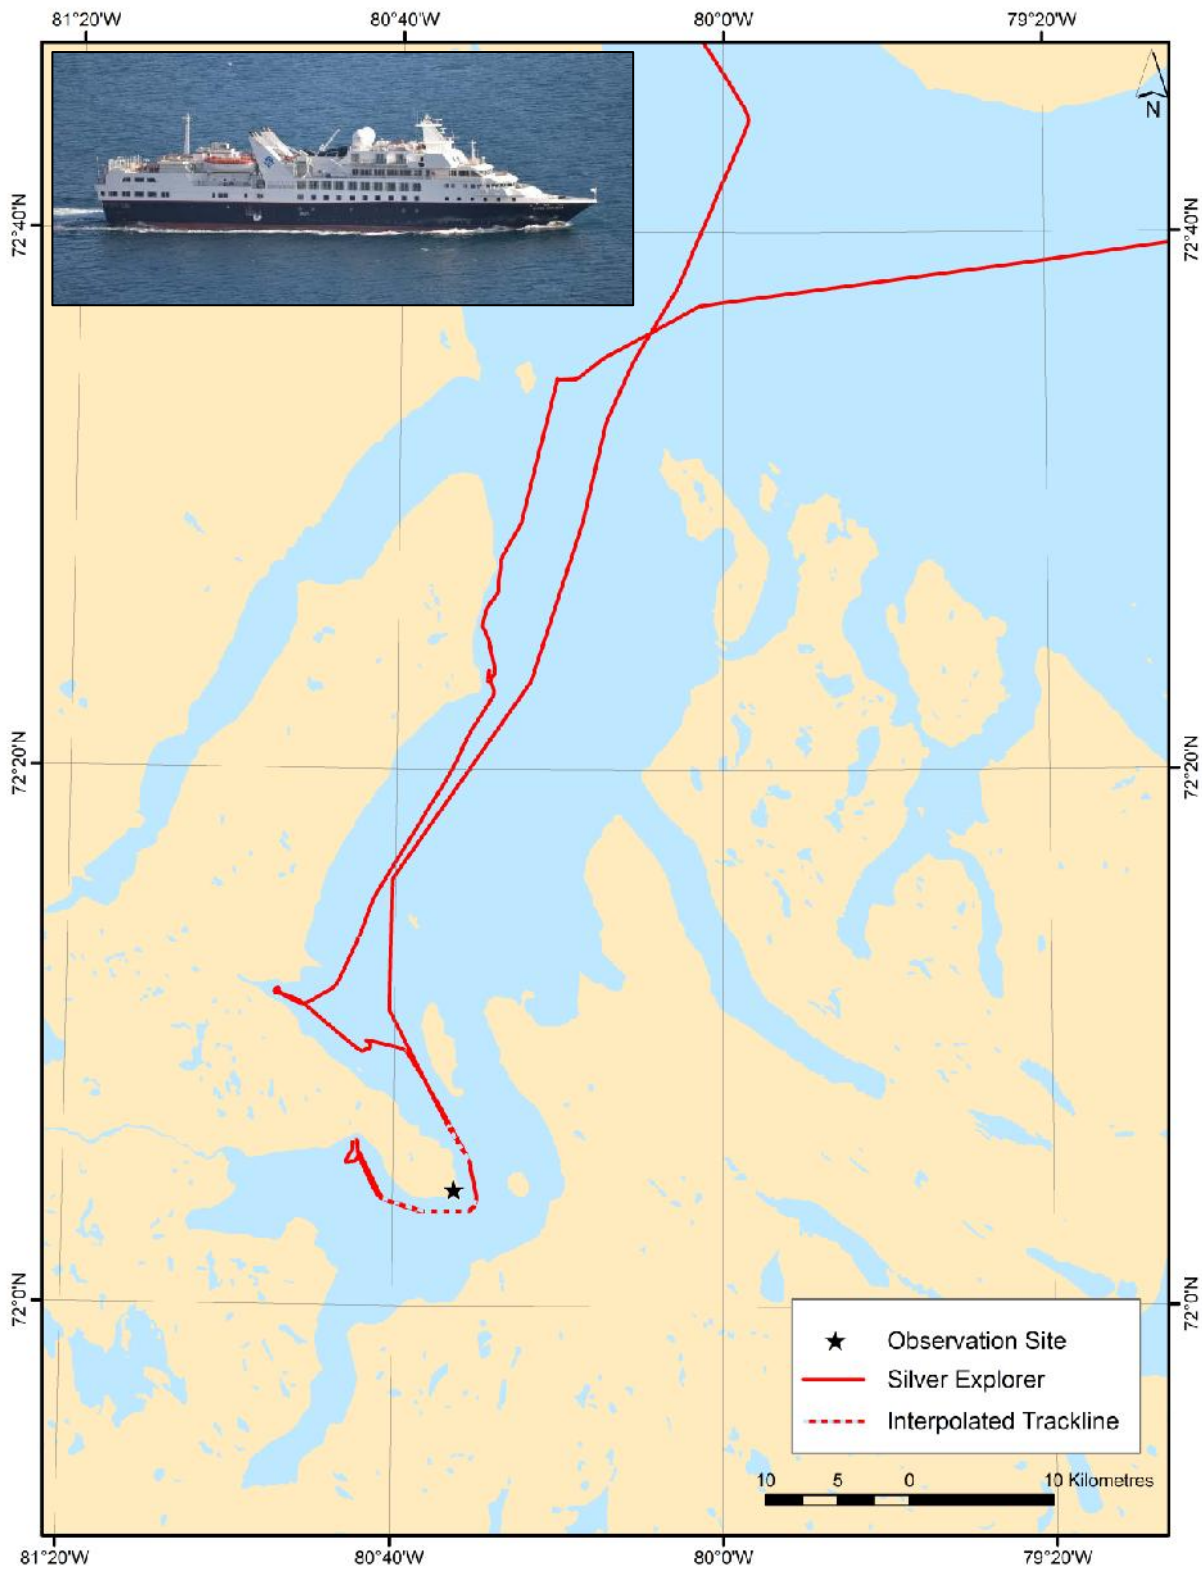 81°20'W 80°40'W 80°0'W 79°20'W
N
72°40'N 72°40'N
72°20'N 72°20'N
72°0'N 72°0'N
Observation Site
Silver Explorer
Interpolated Trackline
10 5 0 10 Kilometres
81°20'W 80°40'W 80°0'W 79°20'W